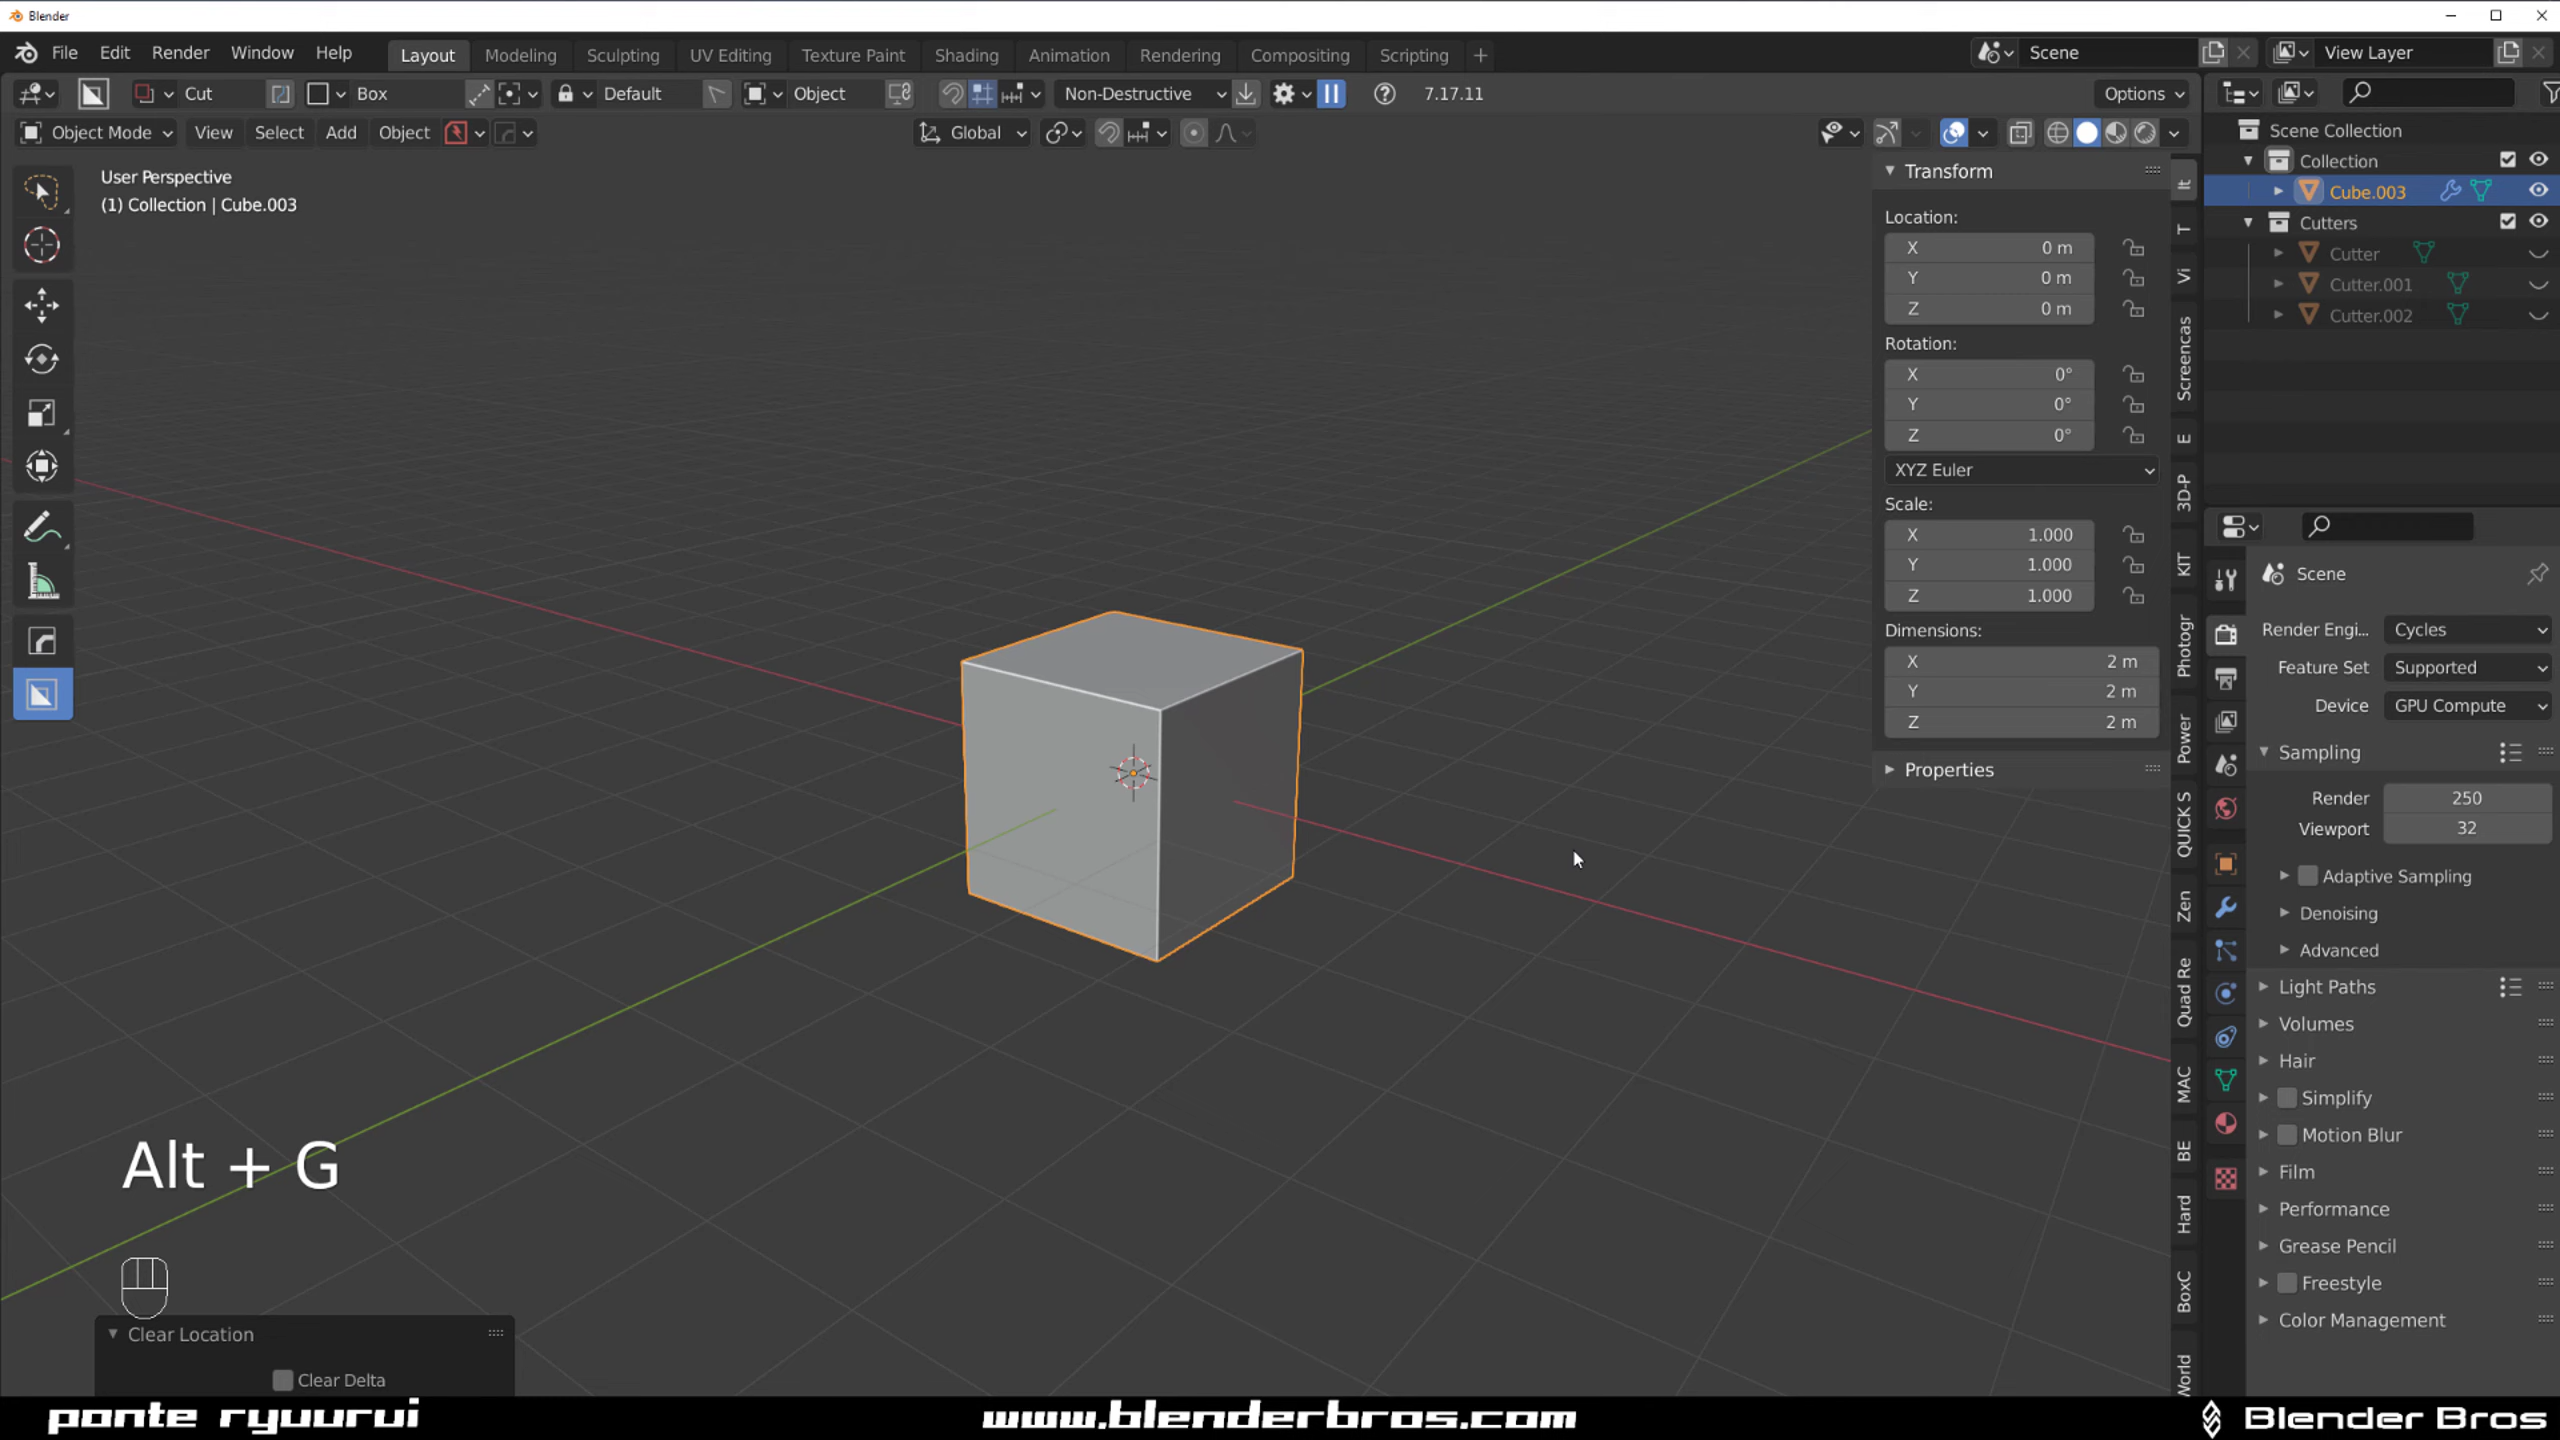 Blender
File Edit Render Window Help Layout Modeling Sculpting UV Editing Texture Paint Shading Animation Rendering Compositing Scripting + Scene View Layer
Cut Box Default Object Non-Destructive 7.17.11 Options
Object Mode View Select Add Object Global
User Perspective
(1) Collection | Cube.003
Transform
Location:
X 0 m
Y 0 m
Z 0 m
Rotation:
X 0°
Y 0°
Z 0°
XYZ Euler
Scale:
X 1.000
Y 1.000
Z 1.000
Dimensions:
X 2 m
Y 2 m
Z 2 m
Properties
It
T
Vi
Screencas
E
3D-P
KIT
Photogr
Power
QUICK S
Zen
Quad Re
MAC
BE
Hard
BoxC
World
Scene Collection
Collection
Cube.003
Cutters
Cutter
Cutter.001
Cutter.002
Scene
Render Engi... Cycles
Feature Set Supported
Device GPU Compute
Sampling
Render 250
Viewport 32
Adaptive Sampling
Denoising
Advanced
Light Paths
Volumes
Hair
Simplify
Motion Blur
Film
Performance
Grease Pencil
Freestyle
Color Management
Alt + G
Clear Location
Clear Delta
ponte ryuurui
www.blenderbros.com
Blender Bros